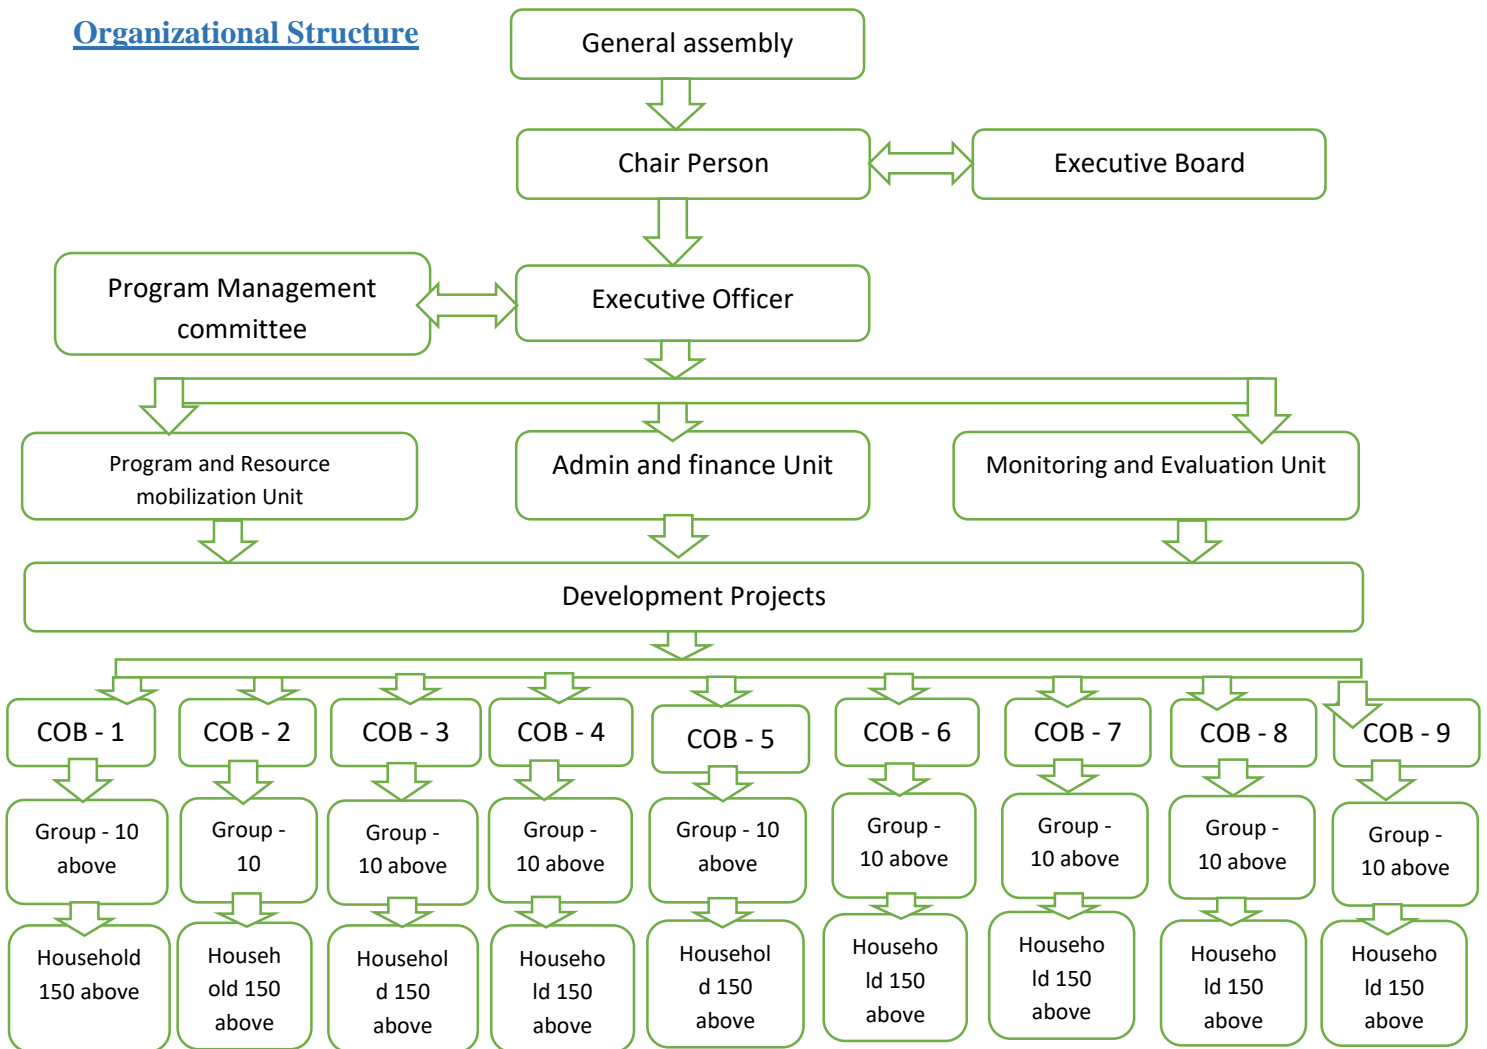 Organizational Structure
General assembly
Chair Person
Executive Board
Program Management
committee
Executive Officer
Program and Resource
mobilization Unit
Admin and finance Unit
Monitoring and Evaluation Unit
Development Projects
COB - 1
COB - 2
COB - 3
COB - 4
COB - 5
COB - 6
COB - 7
COB - 8
COB - 9
Group - 10
above
Group -
10
Group -
10 above
Group -
10 above
Group - 10
above
Group -
10 above
Group -
10 above
Group -
10 above
Group -
10 above
Household
150 above
Househ
old 150
above
Househol
d 150
above
Househo
ld 150
above
Househol
d 150
above
Househo
ld 150
above
Househo
ld 150
above
Househo
ld 150
above
Househo
ld 150
above